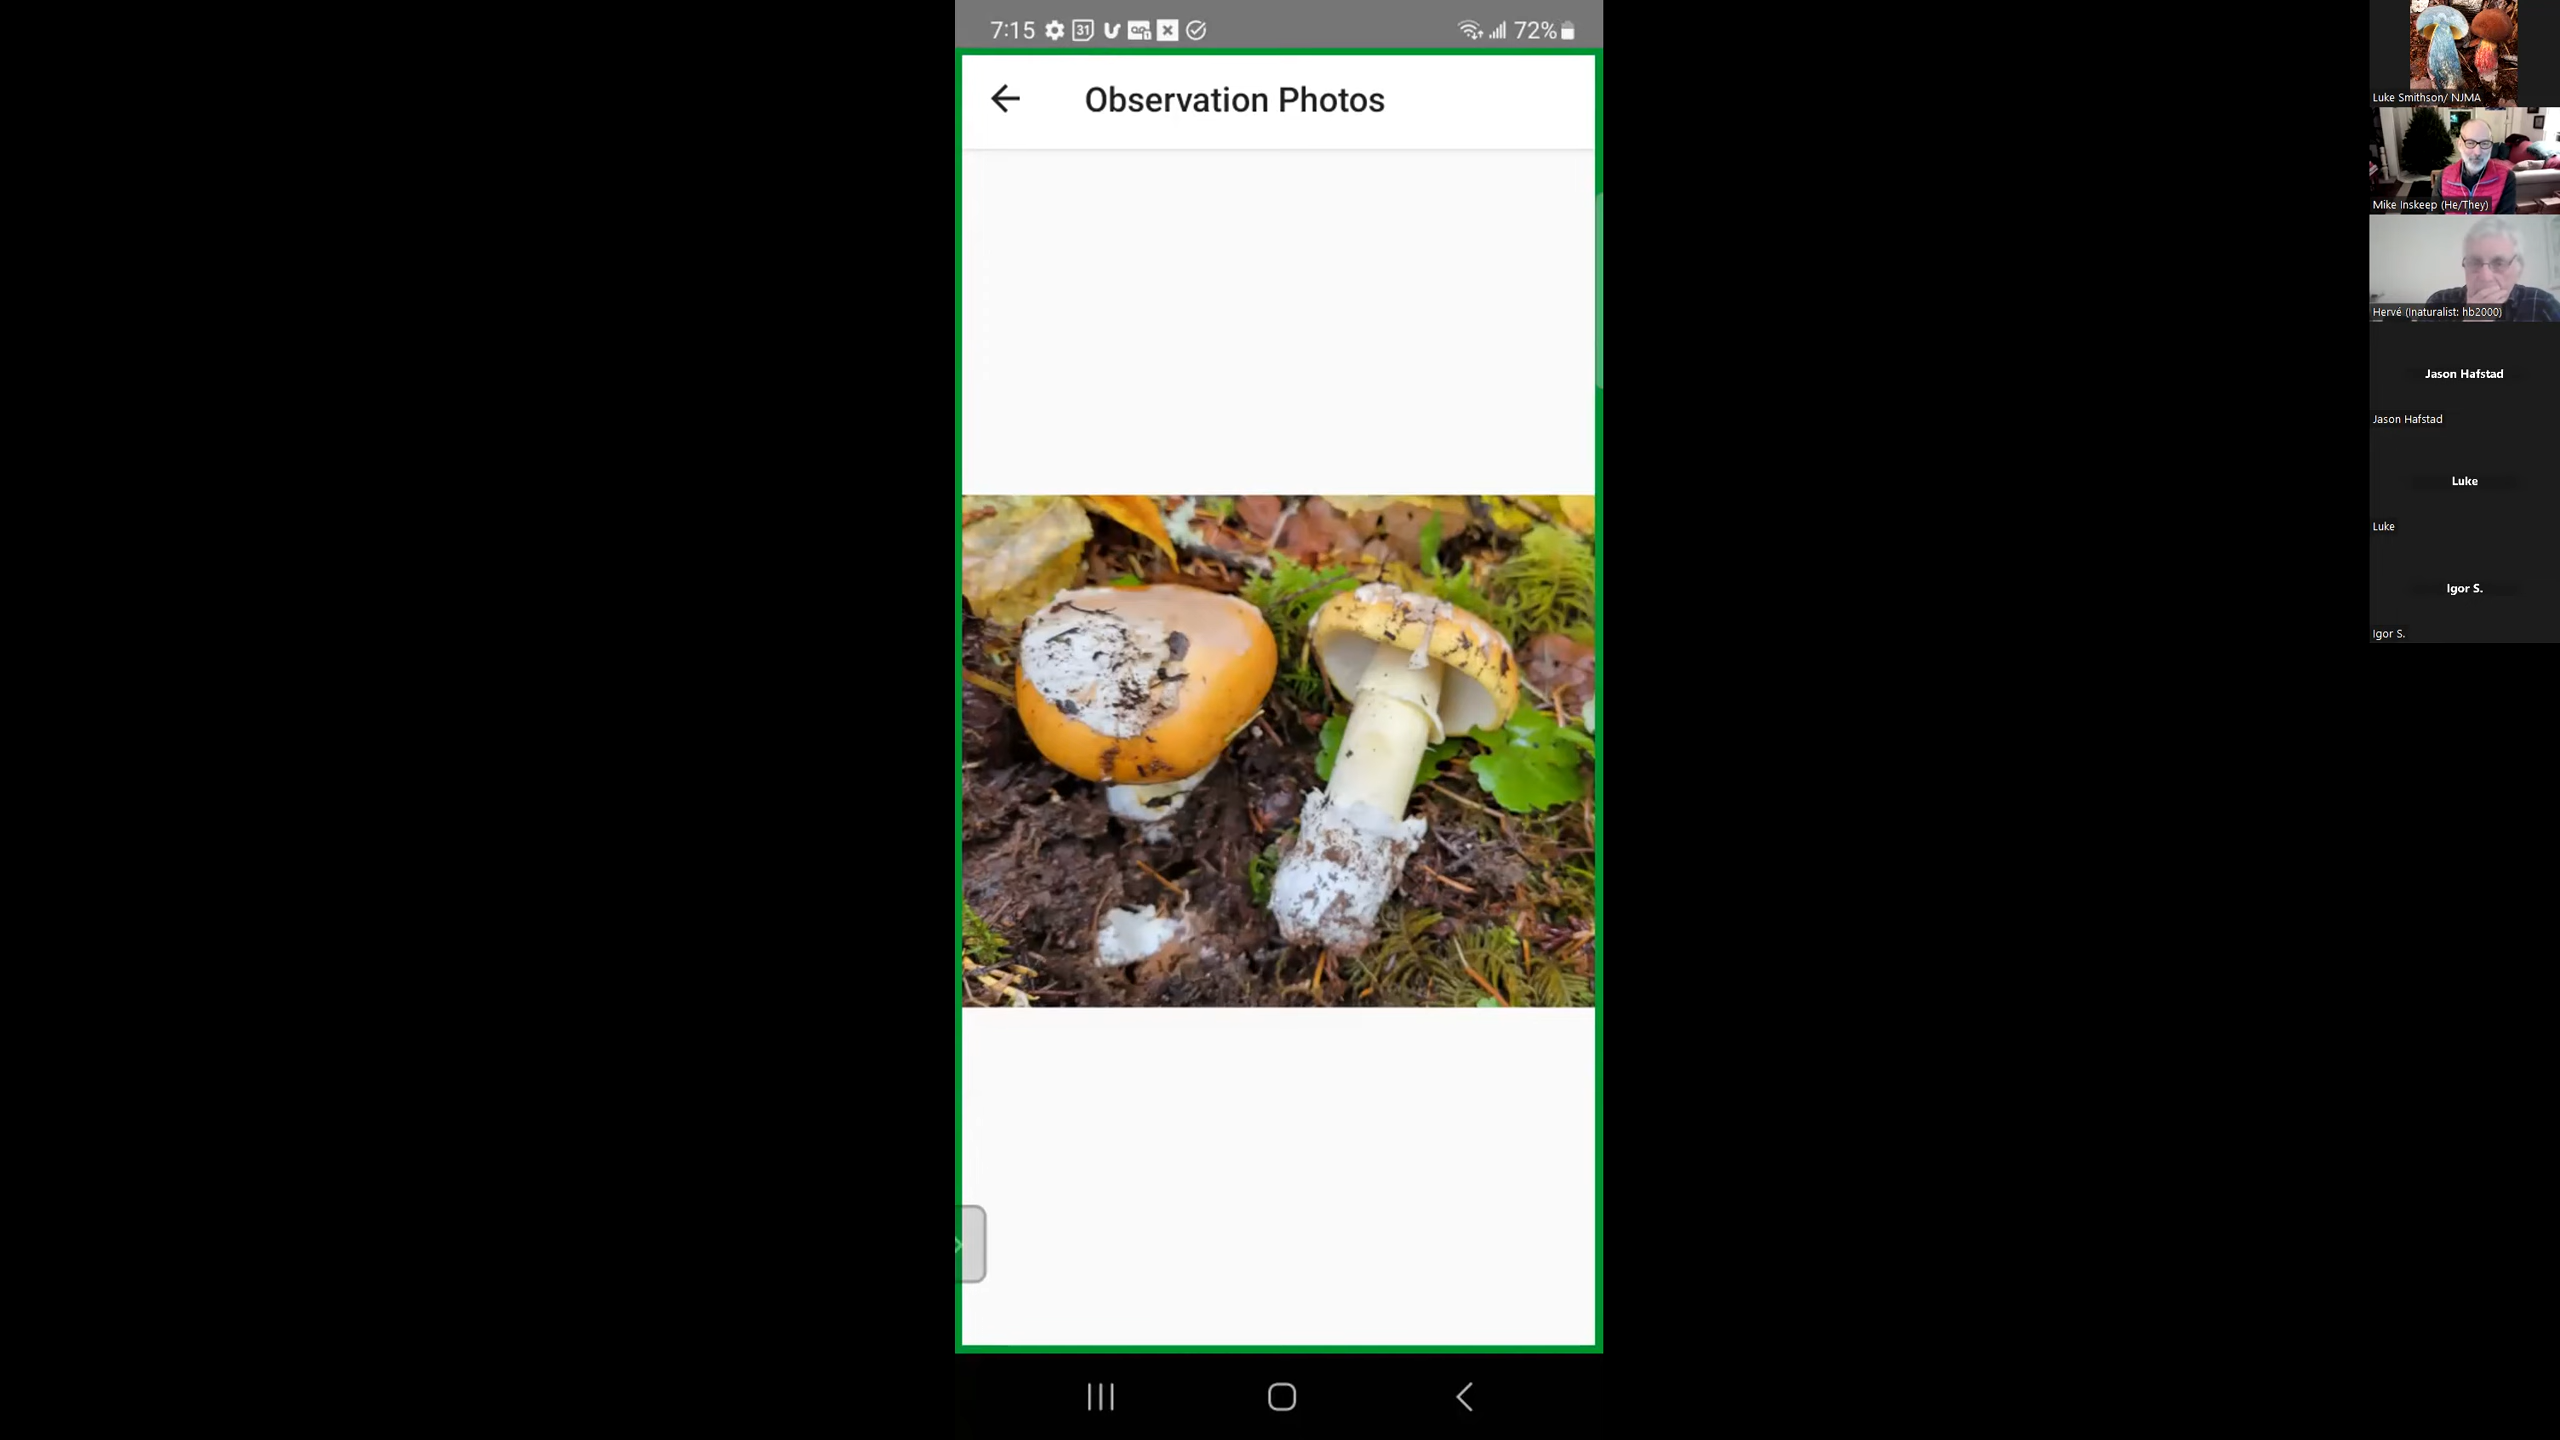 7:15
31
72%
Observation Photos
Luke Smithson/ NJMA
Mike Inskeep (He/They)
Hervé (Inaturalist: hb2000)
Jason Hafstad
Jason Hafstad
Luke
Luke
Igor S.
Igor S.